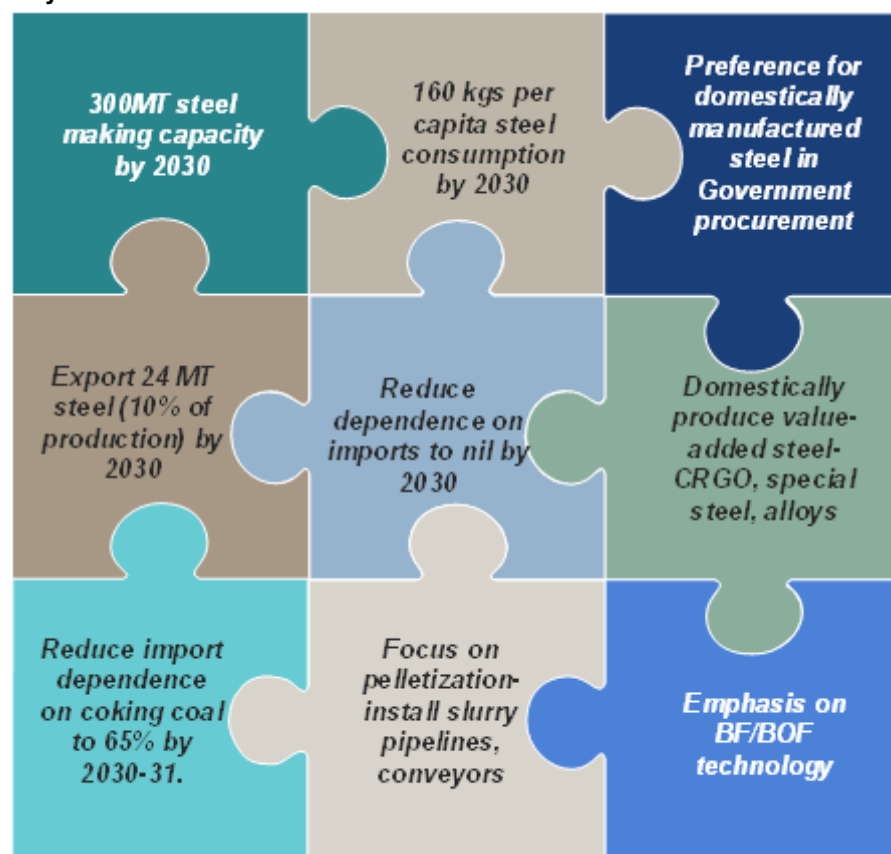 300MT steel
making capacity
by 2030
160 kgs per
capita steel
consumption
by 2030
Preference for
domestically
manufactured
steel in
Government
procurement
Export 24 MT
steel (10% of
production) by
2030
Reduce
dependence on
imports to nil by
2030
Domestically
produce value-
added steel-
CRGO, special
steel, alloys
Reduce import
dependence
on coking coal
to 65% by
2030-31.
Focus on
pelletization-
install slurry
pipelines,
conveyors
Emphasis on
BF/BOF
technology